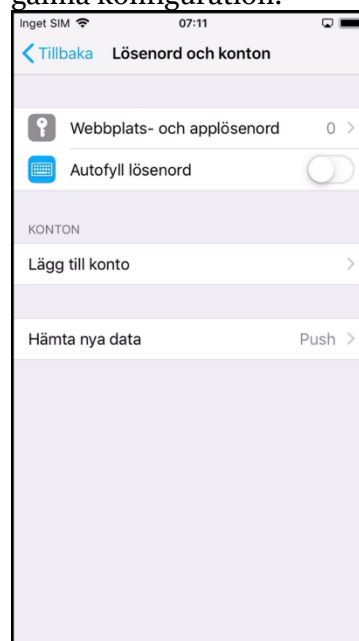 Inget SIM 07:11
Tillbaka Lösenord och konton
Webbplats- och applösenord 0
Autofyll lösenord
KONTON
Lägg till konto
Hämta nya data Push